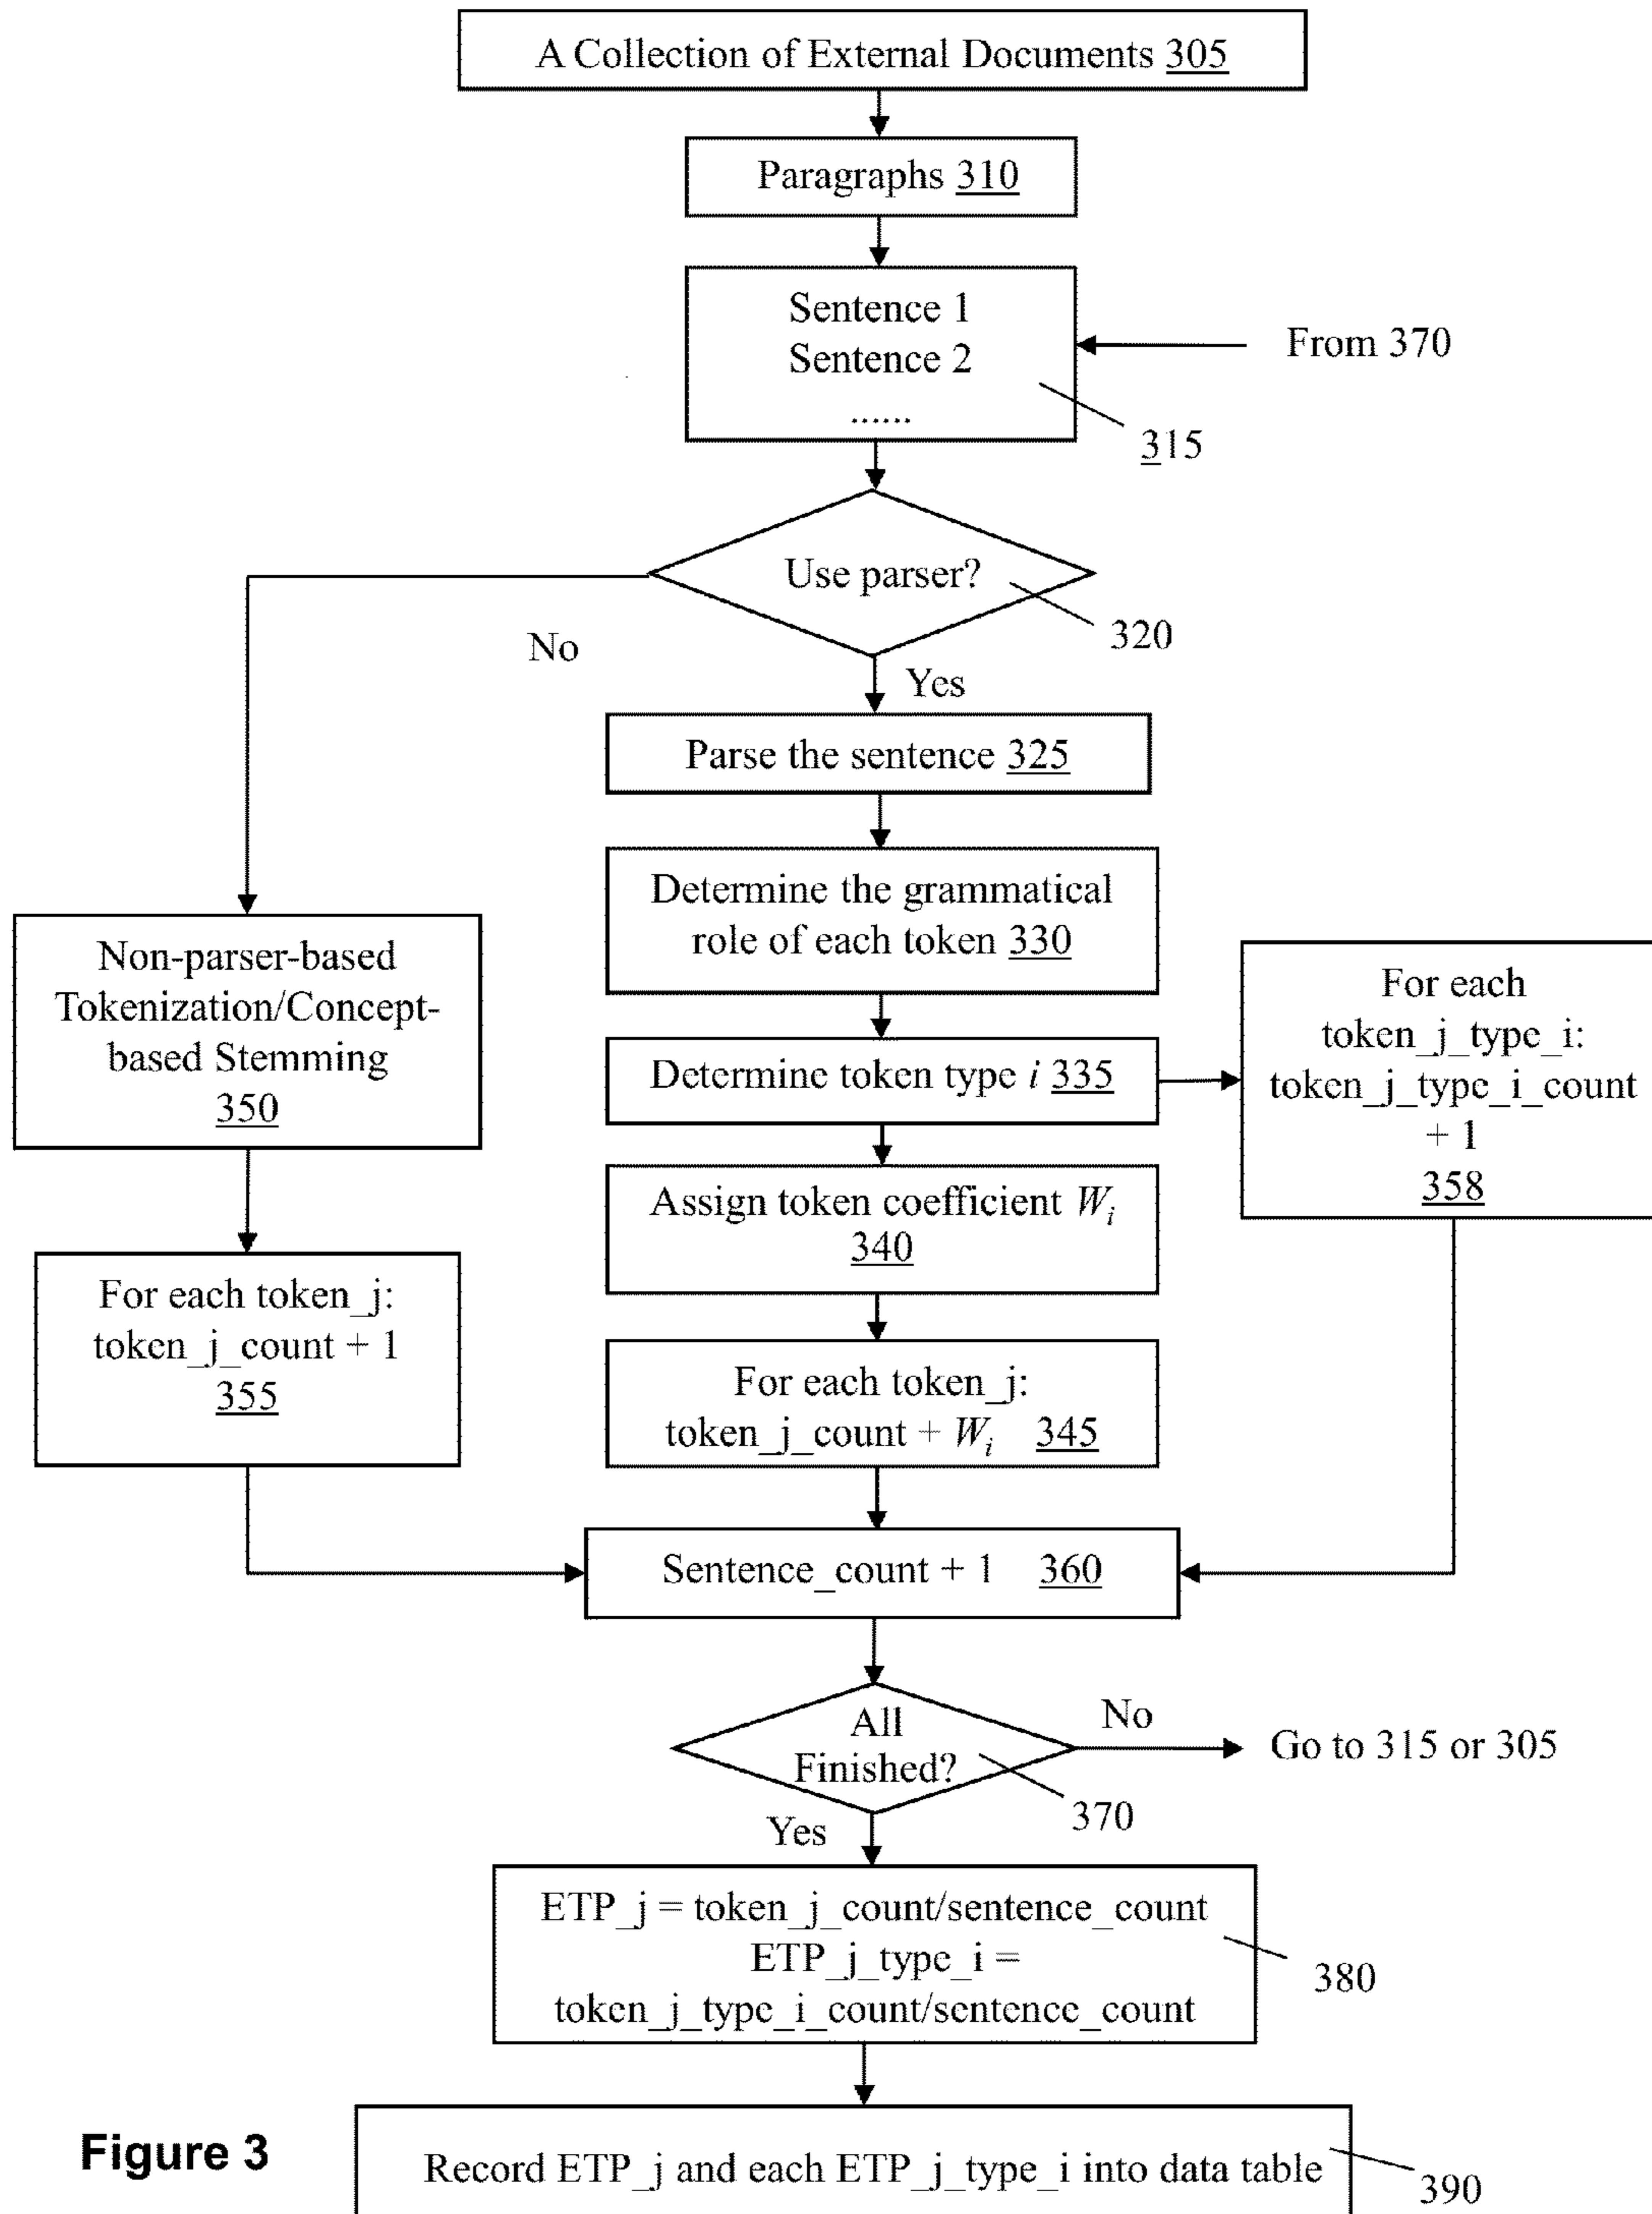 A Collection of External Documents 305
Paragraphs 310
Sentence 1
Sentence 2
......
From 370
315
Use parser?
320
No
Yes
Parse the sentence 325
Determine the grammatical
role of each token 330
Non-parser-based
Tokenization/Concept-
based Stemming
350
For each
token_j_type_i:
token_j_type_i_count
+ 1
358
Determine token type i 335
Assign token coefficient Wi
340
For each token_j:
token_j_count + 1
355
For each token_j:
token_j_count + Wi 345
Sentence_count + 1 360
All
Finished?
No
Go to 315 or 305
370
Yes
ETP_j = token_j_count/sentence_count
ETP_j_type_i =
token_j_type_i_count/sentence_count
380
Figure 3
Record ETP_j and each ETP_j_type_i into data table
390